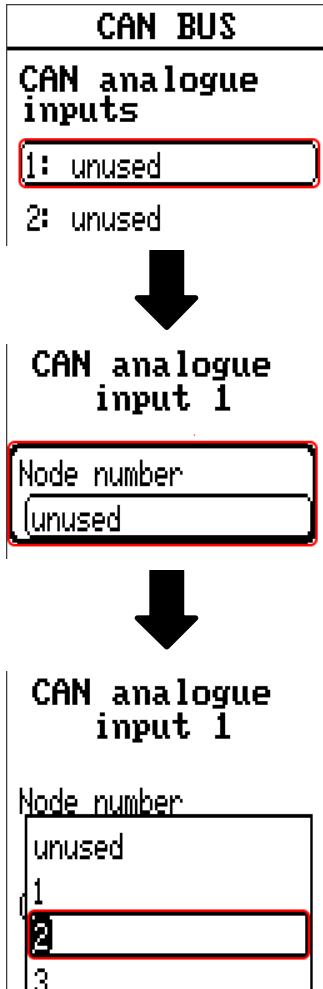 CAN BUS
CAN analogue
inputs
1: unused
2: unused
CAN analogue
input 1
Node number
unused
CAN analogue
input 1
Node number
unused
1
2
3